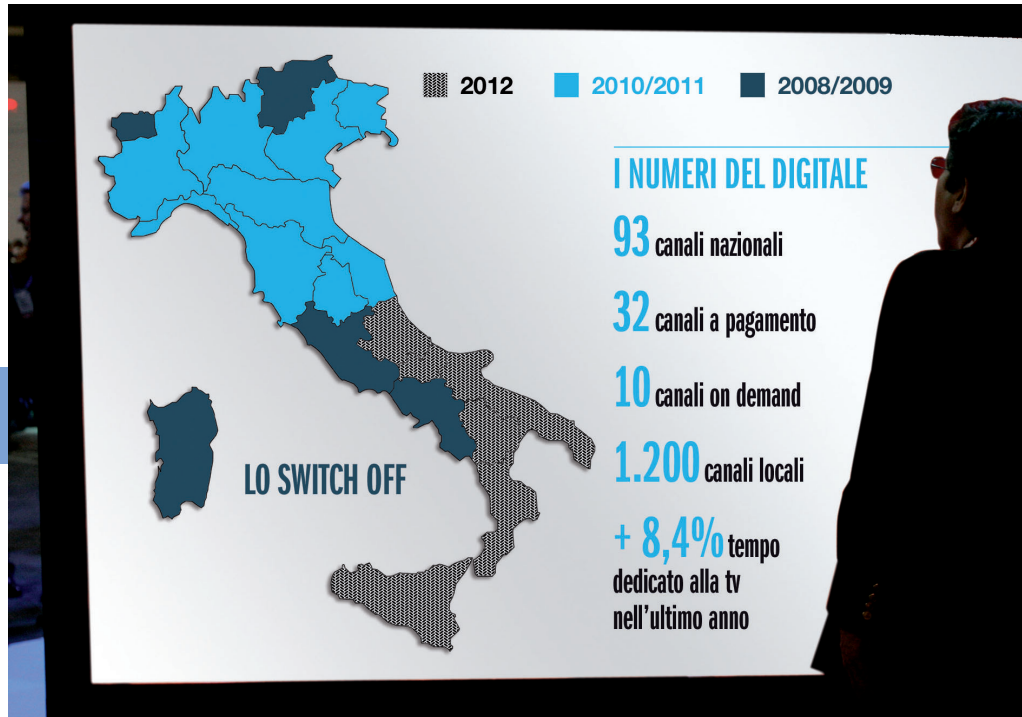 2012
2010/2011
2008/2009
I NUMERI DEL DIGITALE
93 canali nazionali
32 canali a pagamento
10 canali on demand
1.200 canali locali
+ 8,4% tempo
dedicato alla tv
nell'ultimo anno
LO SWITCH OFF